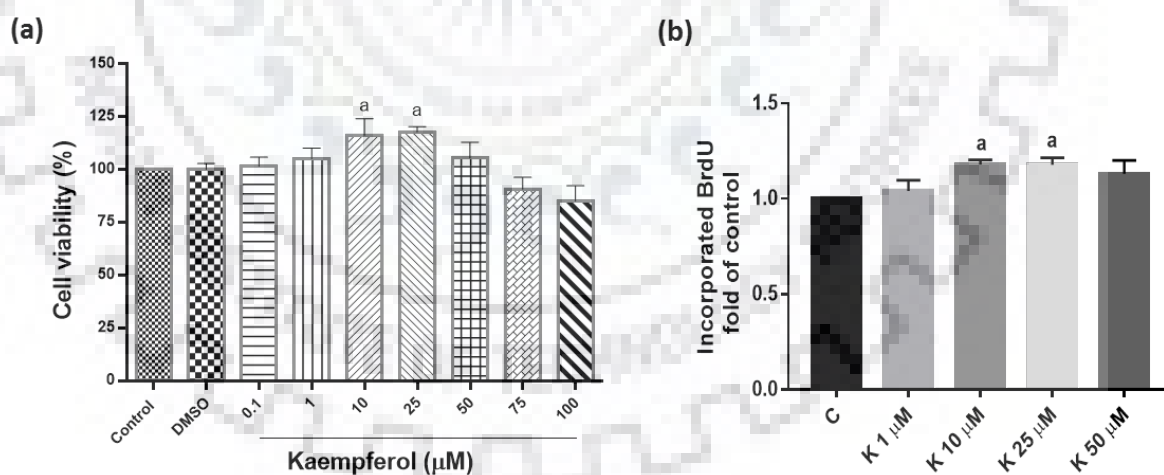 (a)
150
125
100
75
50
25
0
Cell viability (%)
a a
Control DMSO 0.1 1 10 25 50 75 100
Kaempferol (μM)
(b)
1.5
1.0
0.5
0.0
Incorporated BrdU
fold of control
a a
C K 1 μM K 10 μM K 25 μM K 50 μM